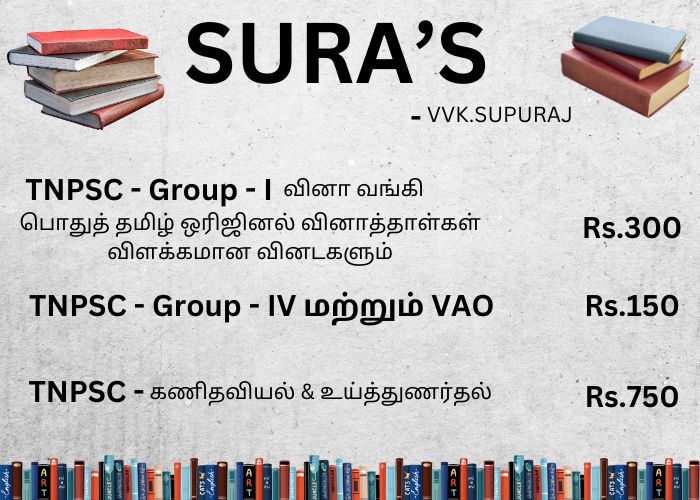 SURA'S
- VVK.SUPURAJ
TNPSC - Group - I வினா வங்கி
பொதுத் தமிழ் ஒரிஜினல் வினாத்தாள்கள்
விளக்கமான வினடகளும்
Rs.300
TNPSC - Group - IV மற்றும் VAO Rs.150
TNPSC - கணிதவியல் & உய்த்துணர்தல் Rs.750